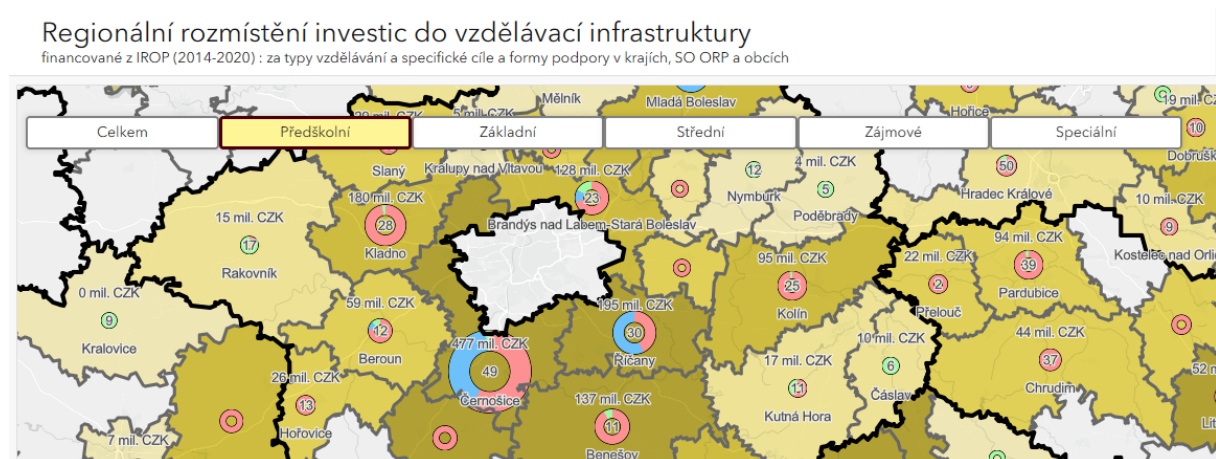 Regionální rozmístění investic do vzdělávací infrastruktury
financované z IROP (2014-2020) : za typy vzdělávání a specifické cíle a formy podpory v krajích, SO ORP a obcích
Mělník
Mladá Boleslav
Hořice
19 mil. CZ
5 mil. CZK
Celkem
Předškolní
Základní
Střední
Zájmové
Speciální
10
Dobrušk
Slaný
Kralupy nad Vltavou
128 mil. CZK
12
Nymburk
4 mil. CZK
5
Poděbrady
50
Hradec Králové
180 mil. CZK
28
Kladno
23
Brandýs nad Labem-Stará Boleslav
10 mil. CZK
9
Kostelec nad Orlic
15 mil. CZK
17
Rakovník
94 mil. CZK
39
Pardubice
95 mil. CZK
25
Kolín
22 mil. CZK
2
Přelouč
0 mil. CZK
9
Kralovice
59 mil. CZK
12
Beroun
195 mil. CZK
30
Říčany
477 mil. CZK
49
Černošice
10 mil. CZK
6
Čáslav
44 mil. CZK
37
Chrudim
17 mil. CZK
11
Kutná Hora
52 m
Lit
26 mil. CZK
13
Hořovice
137 mil. CZK
11
Benešov
7 mil. CZK